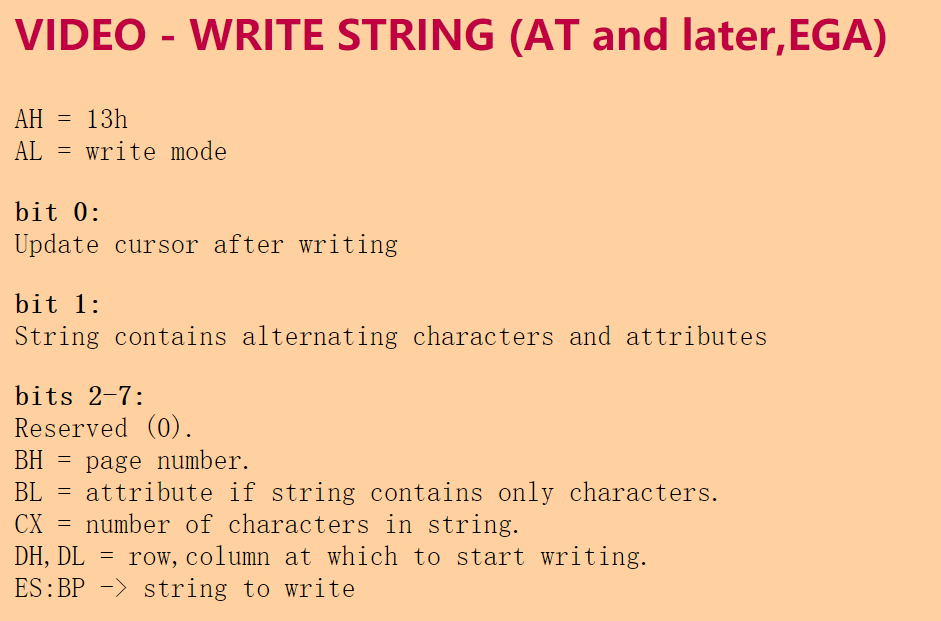 VIDEO - WRITE STRING (AT and later,EGA)
AH = 13h
AL = write mode
bit 0:
Update cursor after writing
bit 1:
String contains alternating characters and attributes
bits 2-7:
Reserved (0).
BH = page number.
BL = attribute if string contains only characters.
CX = number of characters in string.
DH,DL = row,column at which to start writing.
ES:BP -> string to write